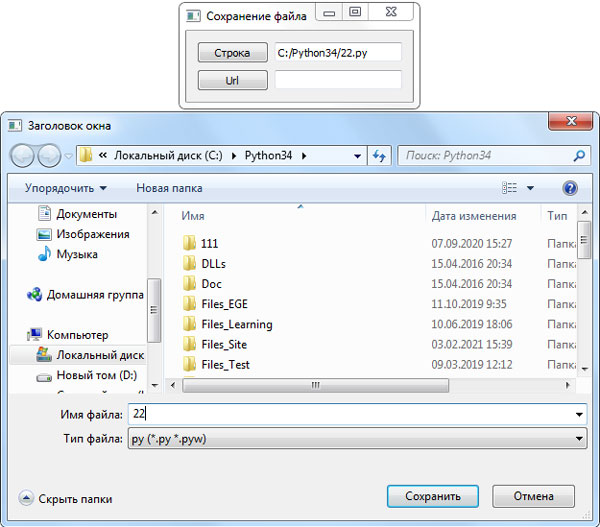 Сохранение файла
Строка C:/Python34/22.py
Url
Заголовок окна
« Локальный диск (C:) Python34 Поиск: Python34
Упорядочить Новая папка
Имя Дата изменения Тип
Документы
Изображения
Музыка
Домашняя группа
Компьютер
Локальный диск
Новый том (D:)
111 07.09.2020 15:27 Папка
DLLs 15.04.2016 20:34 Папка
Doc 15.04.2016 20:34 Папка
Files_EGE 11.10.2019 9:35 Папка
Files_Learning 10.06.2019 18:06 Папка
Files_Site 03.02.2021 15:39 Папка
Files_Test 09.03.2019 12:12 Папка
Имя файла: 22
Тип файла: py (*.py *.pyw)
Скрыть папки Сохранить Отмена